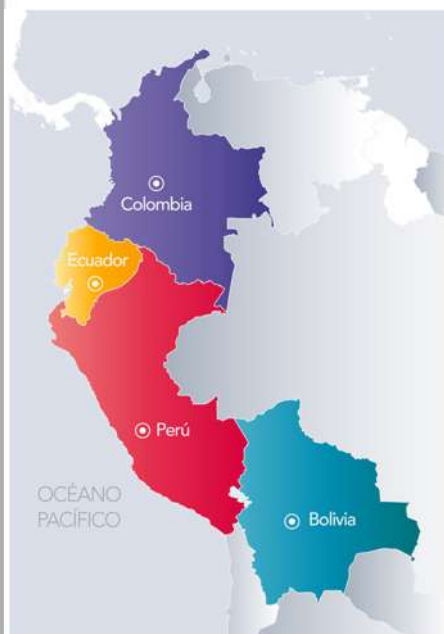 Colombia
Ecuador
Perú
OCÉANO
PACÍFICO
Bolivia